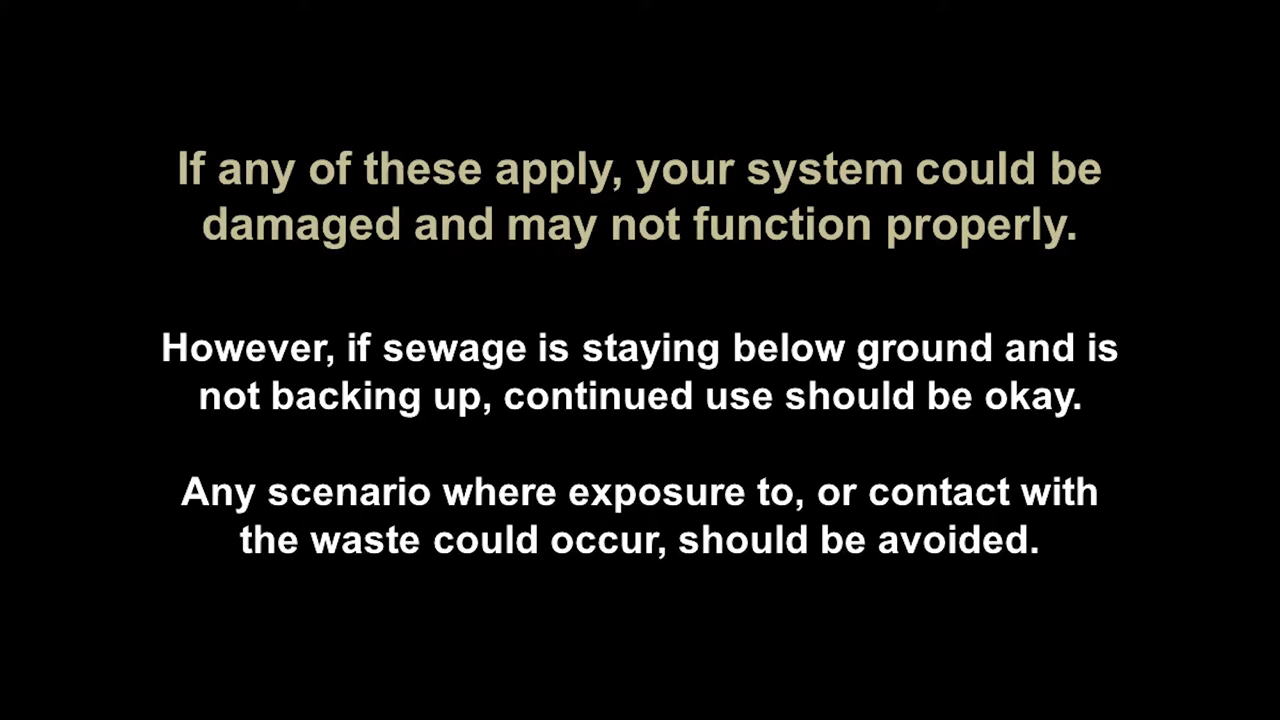 If any of these apply, your system could be
damaged and may not function properly.
However, if sewage is staying below ground and is
not backing up, continued use should be okay.
Any scenario where exposure to, or contact with
the waste could occur, should be avoided.